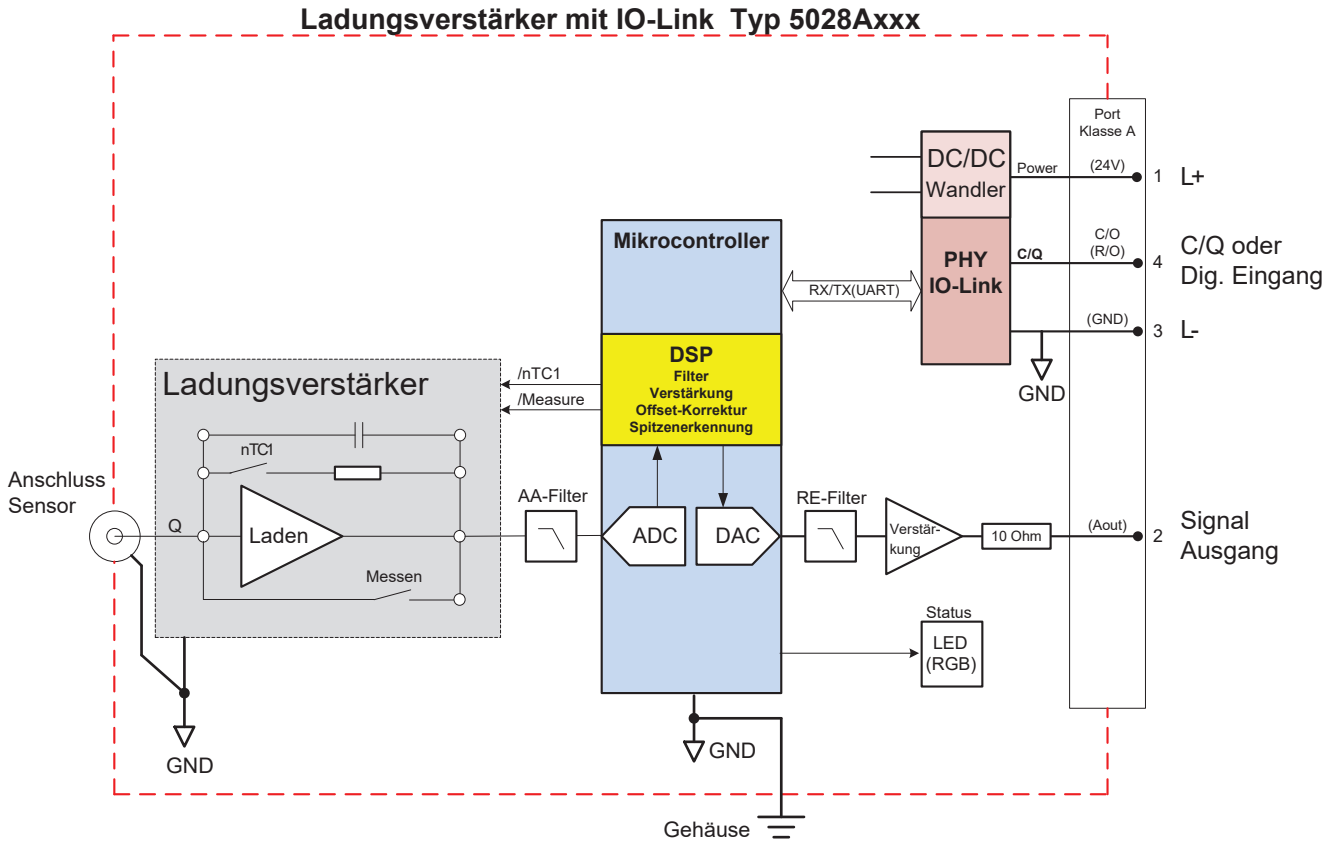 Ladungsverstärker mit IO-Link Typ 5028Axxx
Port
Klasse A
DC/DC
Wandler
Power
(24V)
1
L+
Mikrocontroller
PHY
IO-Link
C/Q
C/O
(R/O)
4
C/Q oder
Dig. Eingang
RX/TX(UART)
(GND)
3
L-
GND
DSP
Filter
Verstärkung
Offset-Korrektur
Spitzenerkennung
/nTC1
/Measure
Ladungsverstärker
nTC1
Anschluss
Sensor
Q
Laden
Messen
AA-Filter
ADC
DAC
RE-Filter
Verstär-
kung
10 Ohm
(Aout)
2
Signal
Ausgang
Status
LED
(RGB)
GND
GND
Gehäuse